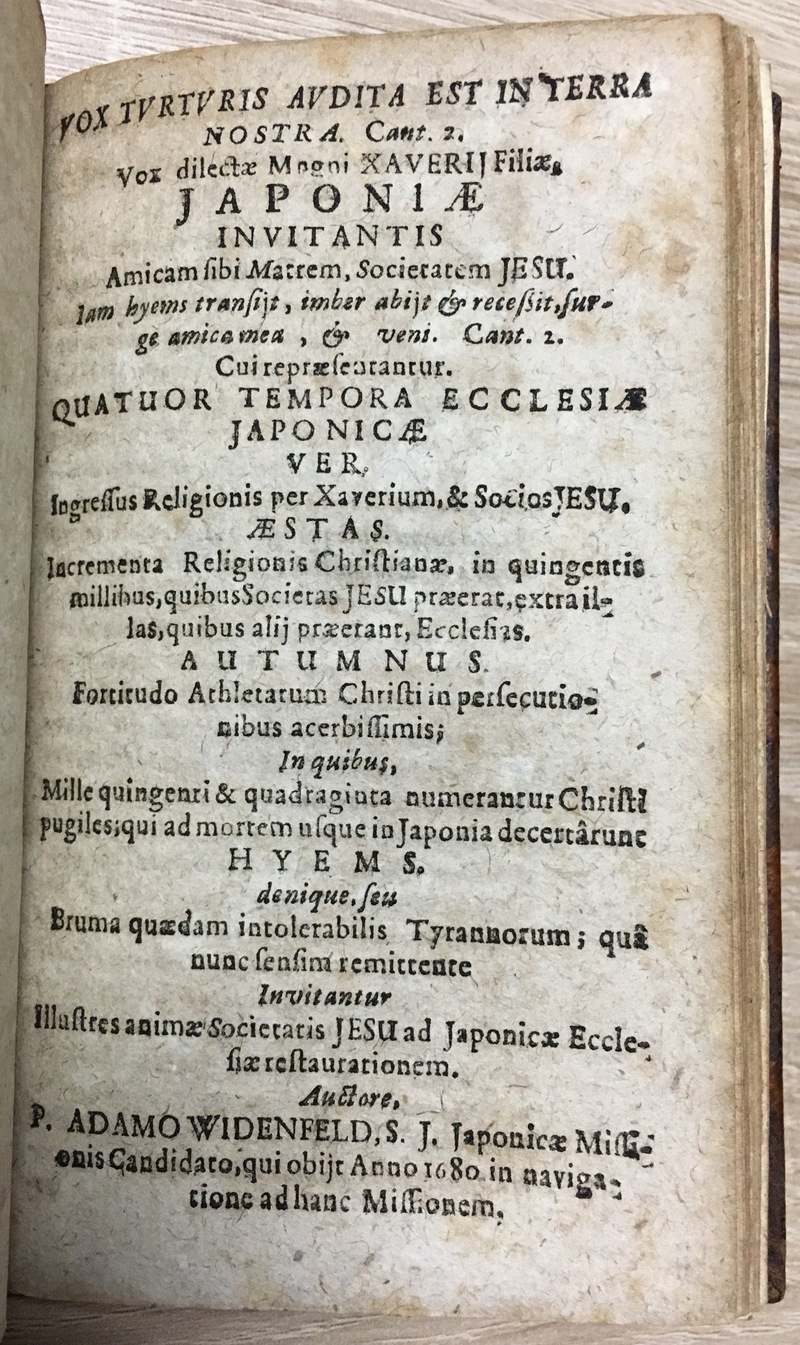 VOX TVRTVRIS AVDITA EST IN TERRA
NOSTRA. Cant. 2.
Vox dilectæ Magni XAVERIJ Filiæ,
JAPONIÆ
INVITANTIS
Amicam ſibi Matrem, Societatem JESU.
Iam hyems tranſijt, imber abijt & receſsit, ſur-
ge amica mea, & veni. Cant. 2.
Cui repræſentantur.
QUATUOR TEMPORA ECCLESIÆ
JAPONICÆ
VER.
Ingreſſus Religionis per Xaverium, & Socios JESU.
ÆSTAS.
Incrementa Religionis Chriſtianæ, in quingentis
millibus, quibus Societas JESU præerat, extra il-
las, quibus alij præerant, Eccleſias.
AUTUMNUS.
Fortitudo Athletarum Chriſti in perſecutio-
nibus acerbiſſimis;
In quibus,
Mille quingenti & quadraginta numerantur Chriſti
pugiles; qui ad mortem uſque in Japonia decertârunt
HYEMS.
denique, ſeu
Bruma quædam intolerabilis Tyrannorum; quâ
nunc ſenſim remittente
Invitantur
Illuſtres animæ Societatis JESU ad Japonicæ Eccle-
ſiæ reſtaurationem.
Auctore,
P. ADAMO WIDENFELD, S. J. Japonicæ Miſſi-
onis Candidato, qui obijt Anno 1680 in naviga-
tione ad hanc Miſſionem.